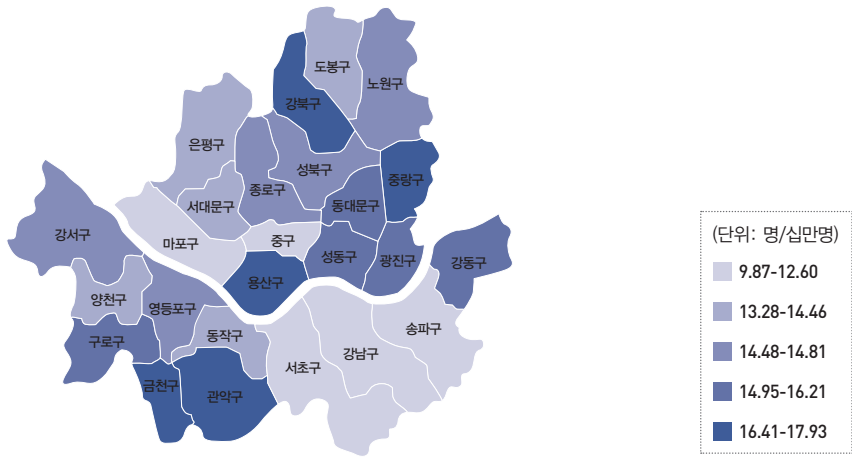 도봉구
노원구
강북구
은평구
성북구
중랑구
종로구
서대문구
동대문구
강서구
마포구
중구
성동구
광진구
강동구
용산구
양천구
영등포구
구로구
동작구
송파구
서초구
강남구
금천구
관악구
(단위: 명/십만명)
9.87-12.60
13.28-14.46
14.48-14.81
14.95-16.21
16.41-17.93